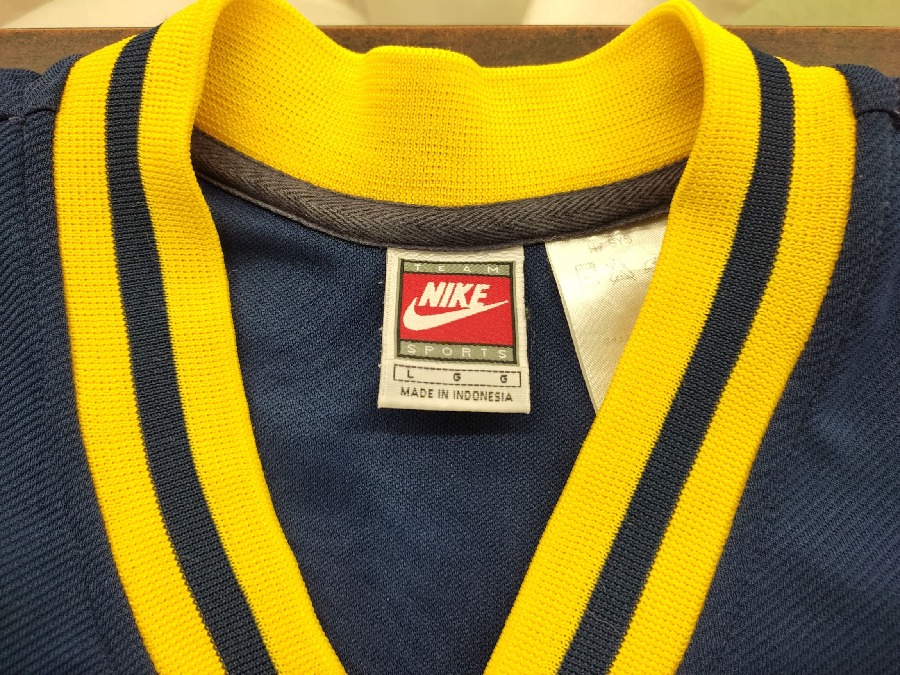 TEAM
NIKE
SPORTS
L G G
MADE IN INDONESIA